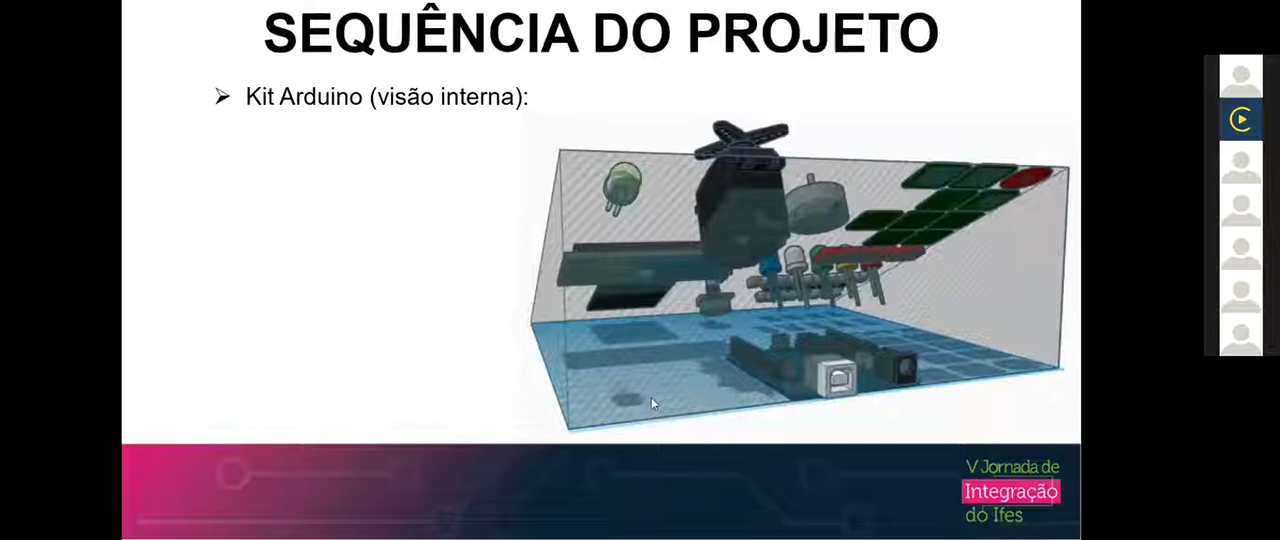 SEQUÊNCIA DO PROJETO
Kit Arduino (visão interna):
V Jornada de
Integração
do Ifes